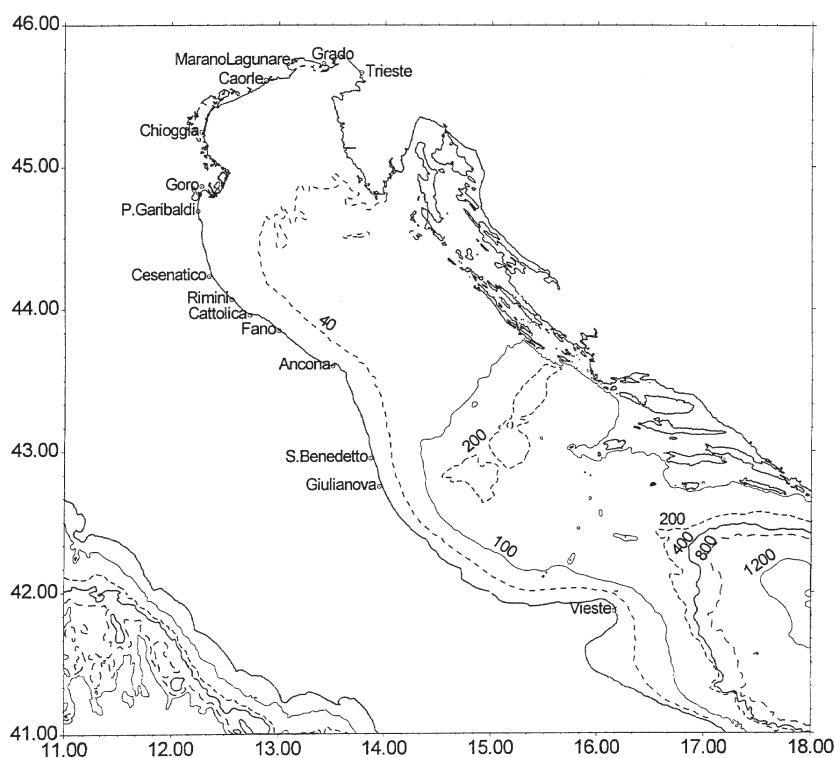 46.00
MaranoLagunare
Grado
Trieste
Caorle
Chioggia
45.00
Goro
P.Garibaldi
Cesenatico
Rimini
44.00
Cattolica
40
Fano
Ancona
43.00
200
S.Benedetto
Giulianova
200
100
400
800
1200
42.00
Vieste
41.00
11.00
12.00
13.00
14.00
15.00
16.00
17.00
18.00